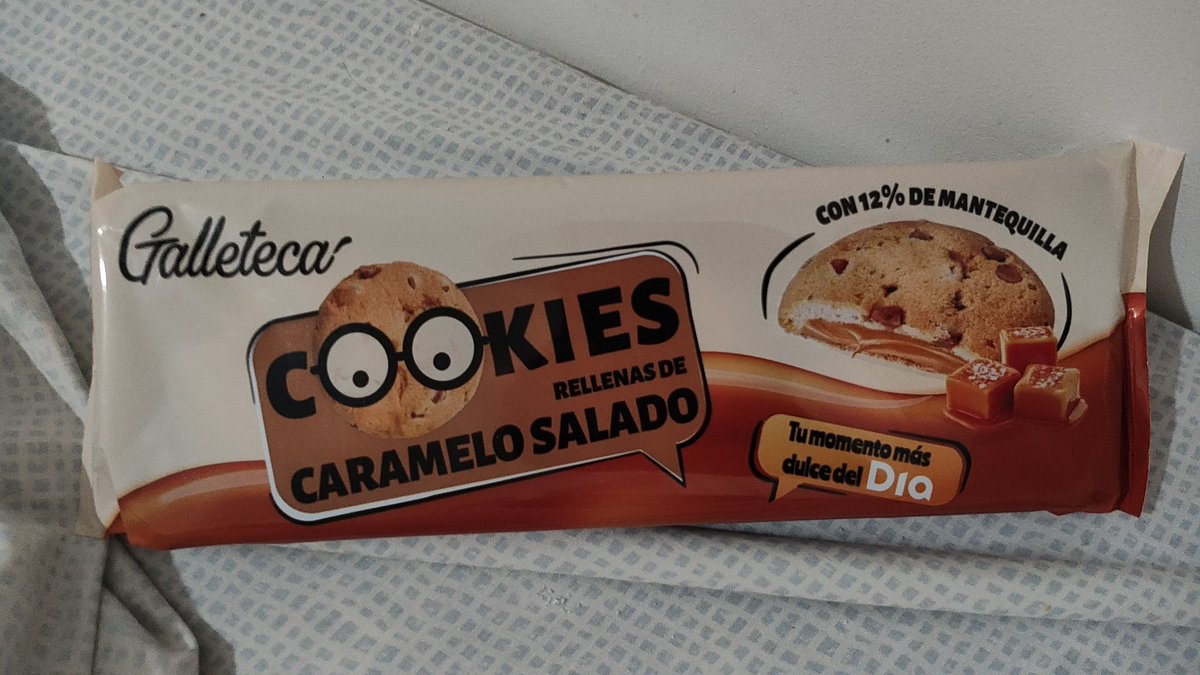 Galleteca
CON 12% DE MANTEQUILLA
COOKIES
RELLENAS DE
CARAMELO SALADO
Tu momento más
dulce del Dia